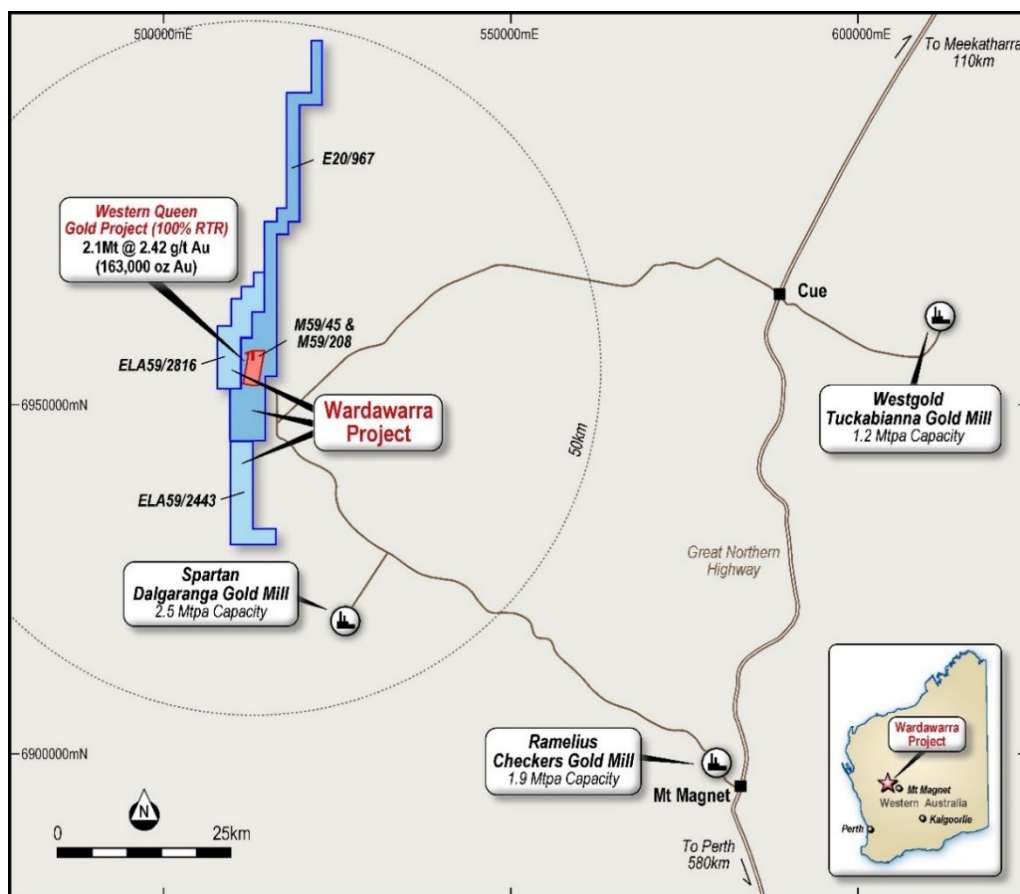 500000mE
550000mE
600000mE
To Meekatharra
110km
E20/967
Western Queen
Gold Project (100% RTR)
2.1Mt @ 2.42 g/t Au
(163,000 oz Au)
M59/45 &
M59/208
ELA59/2816
Cue
6950000mN
Wardawarra
Project
50km
Westgold
Tuckabianna Gold Mill
1.2 Mtpa Capacity
ELA59/2443
Spartan
Dalgaranga Gold Mill
2.5 Mtpa Capacity
Great Northern
Highway
6900000mN
Ramelius
Checkers Gold Mill
1.9 Mtpa Capacity
Mt Magnet
N
0
25km
To Perth
580km
Wardawarra
Project
Mt Magnet
Western Australia
Kalgoorlie
Perth